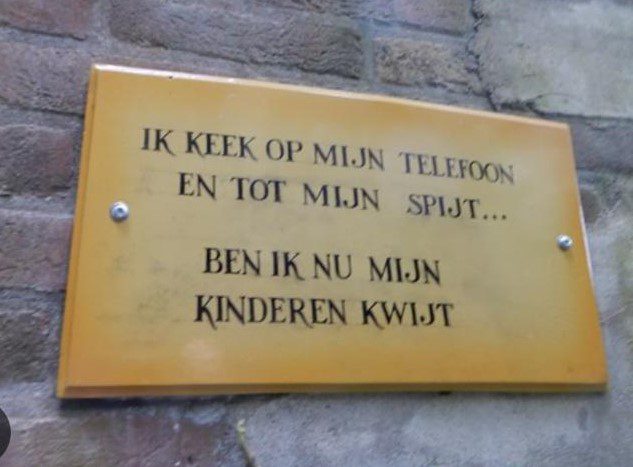 IK KEEK OP MIJN TELEFOON
EN TOT MIJN SPIJT...
BEN IK NU MIJN
KINDEREN KWIJT